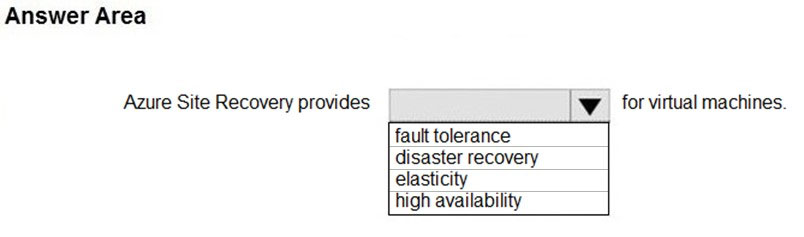 Answer Area
Azure Site Recovery provides for virtual machines.
fault tolerance
disaster recovery
elasticity
high availability